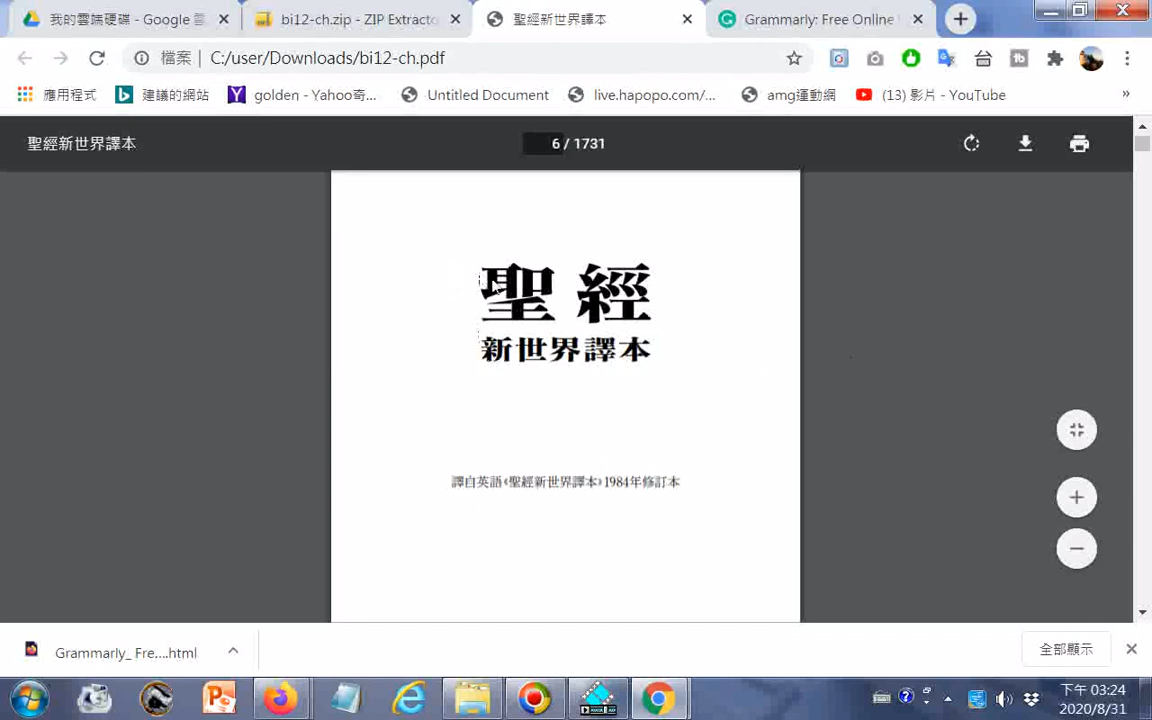 我的雲端硬碟 - Google 雲
bi12-ch.zip - ZIP Extracto
聖經新世界譯本
Grammarly: Free Online
檔案
C:/user/Downloads/bi12-ch.pdf
應用程式
建議的網站
golden - Yahoo奇...
Untitled Document
live.hapopo.com/...
amg運動網
(13) 影片 - YouTube
»
聖經新世界譯本
6 / 1731
聖 經
新世界譯本
譯自英語《聖經新世界譯本》1984年修訂本
Grammarly_ Fre....html
全部顯示
下午 03:24
2020/8/31